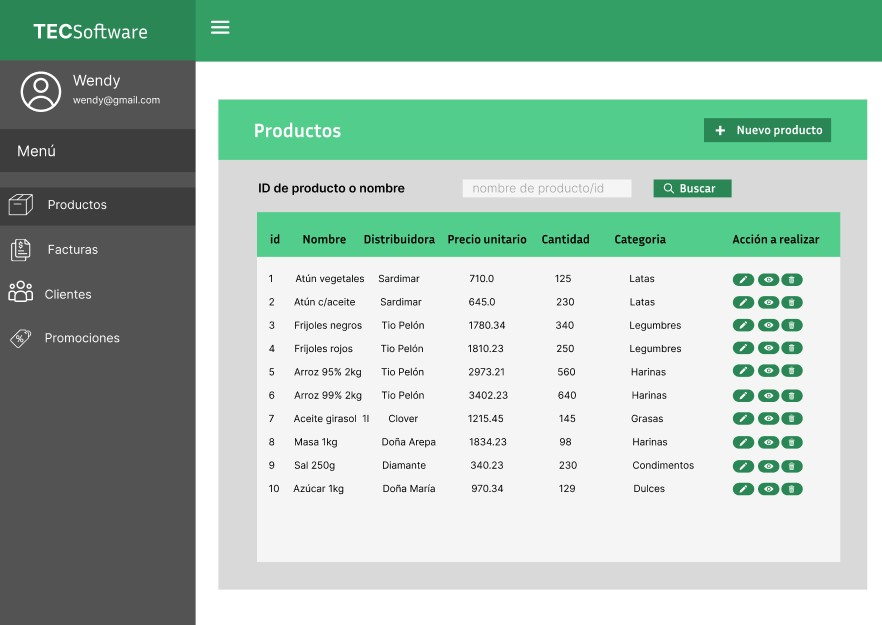 TECSoftware
Wendy
wendy@gmail.com
Menú
Productos
Facturas
Clientes
Promociones
Productos
+ Nuevo producto
ID de producto o nombre nombre de producto/id Buscar
id Nombre Distribuidora Precio unitario Cantidad Categoria Acción a realizar
1 Atún vegetales Sardimar 710.0 125 Latas
2 Atún c/aceite Sardimar 645.0 230 Latas
3 Frijoles negros Tio Pelón 1780.34 340 Legumbres
4 Frijoles rojos Tio Pelón 1810.23 250 Legumbres
5 Arroz 95% 2kg Tio Pelón 2973.21 560 Harinas
6 Arroz 99% 2kg Tio Pelón 3402.23 640 Harinas
7 Aceite girasol 1l Clover 1215.45 145 Grasas
8 Masa 1kg Doña Arepa 1834.23 98 Harinas
9 Sal 250g Diamante 340.23 230 Condimentos
10 Azúcar 1kg Doña María 970.34 129 Dulces